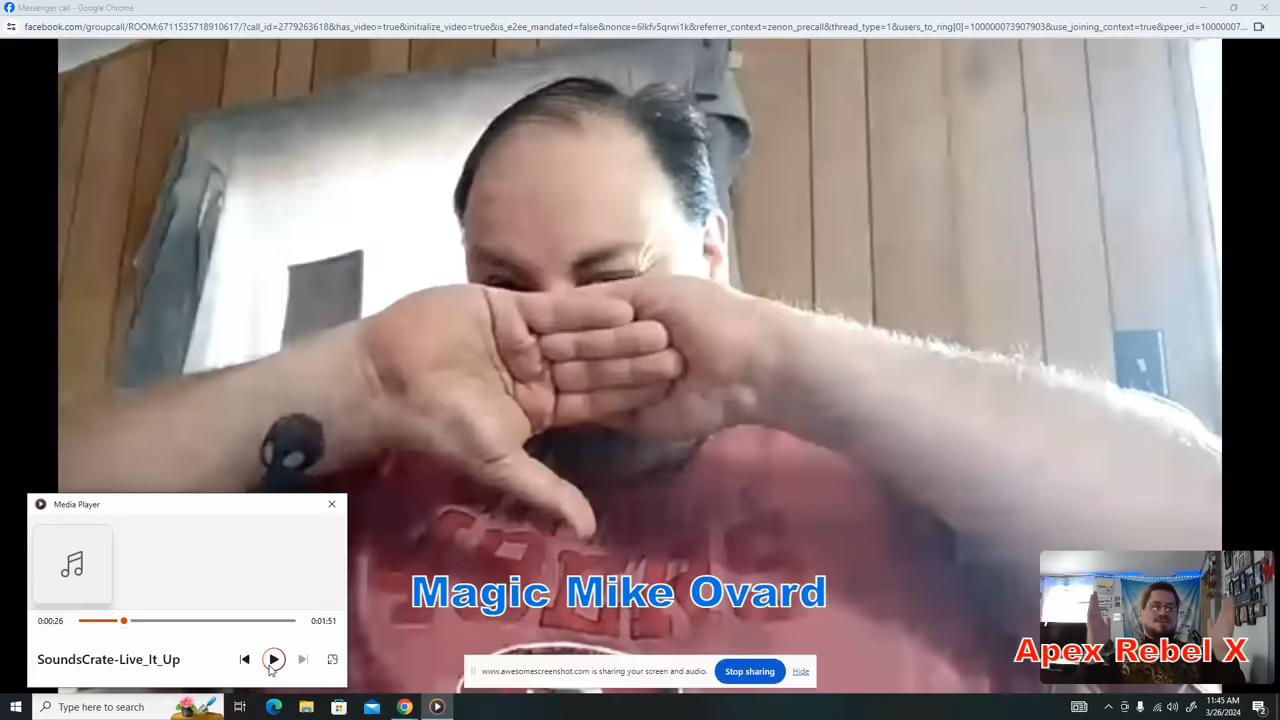 Messenger call - Google Chrome
facebook.com/groupcall/ROOM:6711535718910617/?call_id=2779263618&has_video=true&initialize_video=true&is_e2ee_mandated=false&nonce=6lkfv5qrwi1k&referrer_context=zenon_precall&thread_type=1&users_to_ring[0]=100000073907903&use_joining_context=true&peer_id=10000007...
Media Player
0:00:26
0:01:51
SoundsCrate-Live_It_Up
Magic Mike Ovard
Apex Rebel X
www.awesomescreenshot.com is sharing your screen and audio.
Stop sharing
Hide
Type here to search
11:45 AM
3/26/2024
2